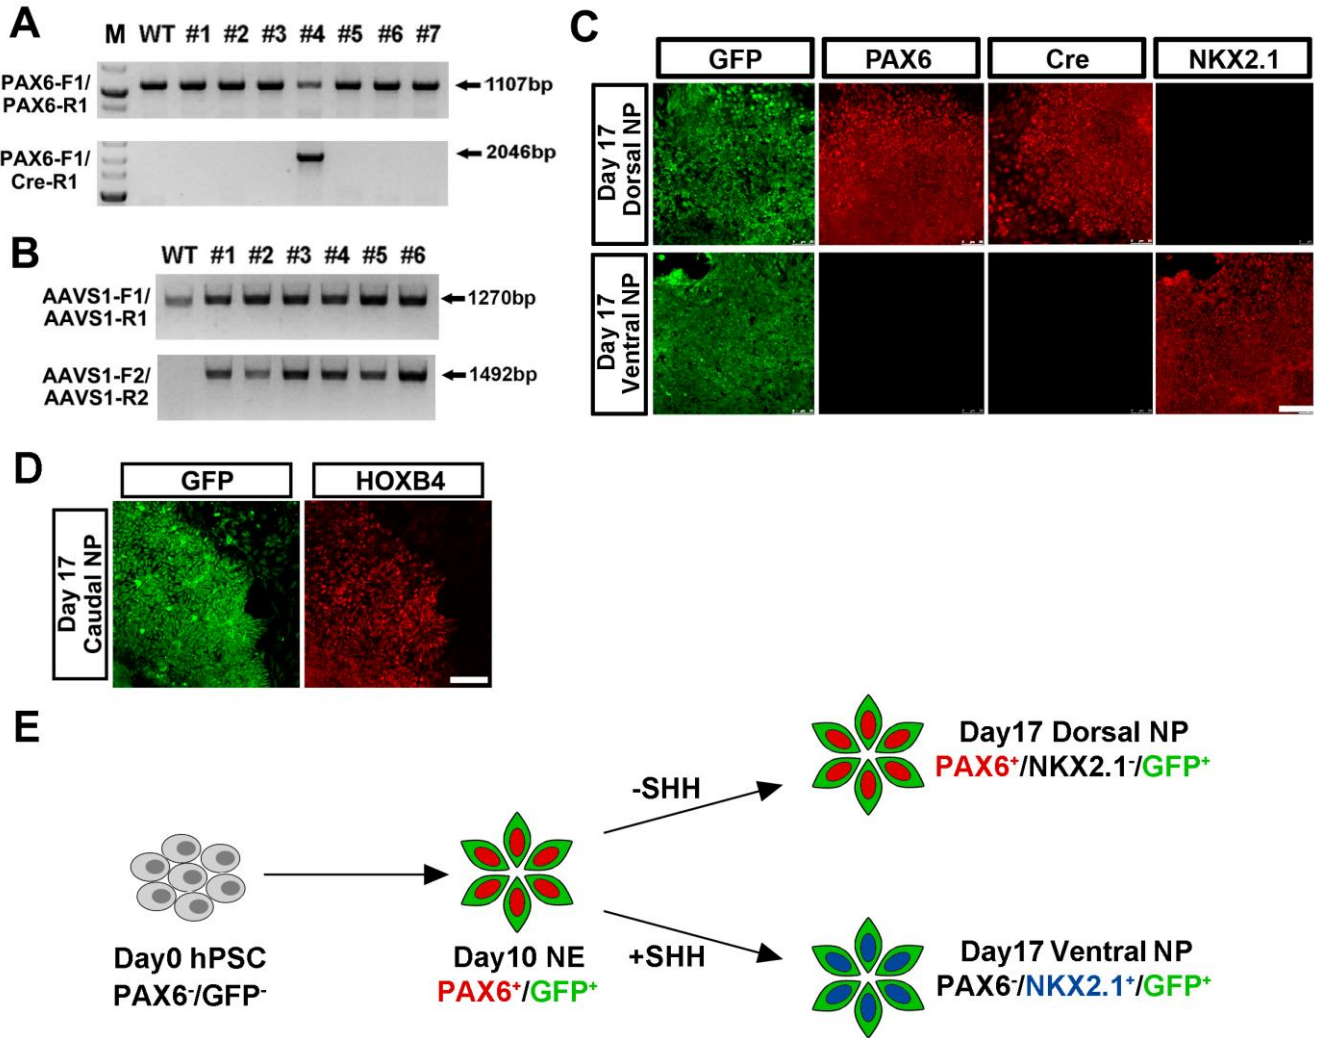 A
M WT #1 #2 #3 #4 #5 #6 #7
PAX6-F1/
PAX6-R1
1107bp
PAX6-F1/
Cre-R1
2046bp
B
WT #1 #2 #3 #4 #5 #6
AAVS1-F1/
AAVS1-R1
1270bp
AAVS1-F2/
AAVS1-R2
1492bp
C
GFP PAX6 Cre NKX2.1
Day 17
Dorsal NP
Day 17
Ventral NP
D
GFP HOXB4
Day 17
Caudal NP
E
Day0 hPSC
PAX6⁻/GFP⁻
Day10 NE
PAX6⁺/GFP⁺
-SHH
+SHH
Day17 Dorsal NP
PAX6⁺/NKX2.1⁻/GFP⁺
Day17 Ventral NP
PAX6⁻/NKX2.1⁺/GFP⁺